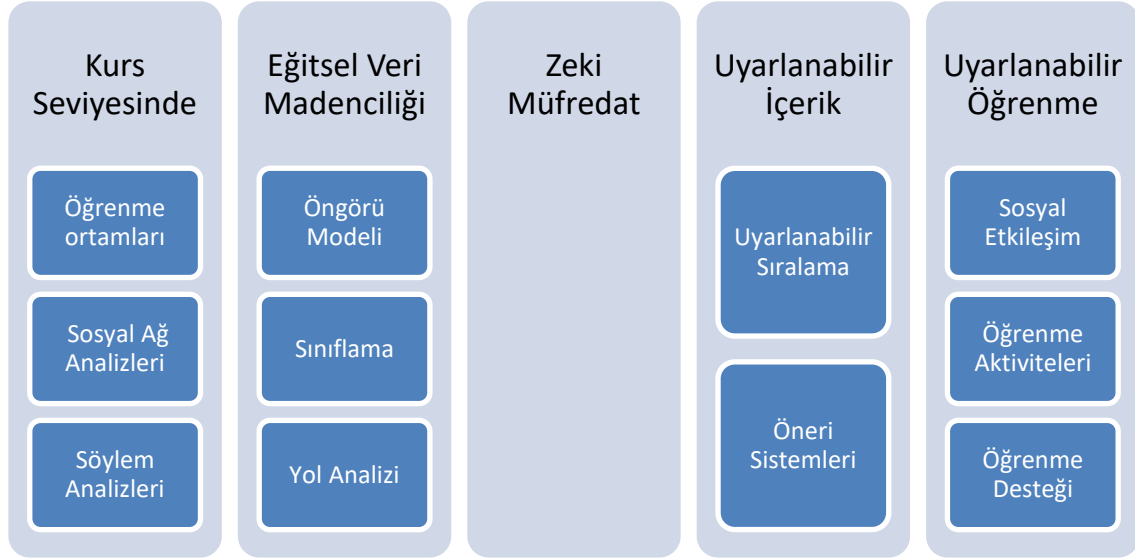 Kurs
Seviyesinde
Öğrenme
ortamları
Sosyal Ağ
Analizleri
Söylem
Analizleri
Eğitsel Veri
Madenciliği
Öngörü
Modeli
Sınıflama
Yol Analizi
Zeki
Müfredat
Uyarlanabilir
İçerik
Uyarlanabilir
Sıralama
Öneri
Sistemleri
Uyarlanabilir
Öğrenme
Sosyal
Etkileşim
Öğrenme
Aktiviteleri
Öğrenme
Desteği